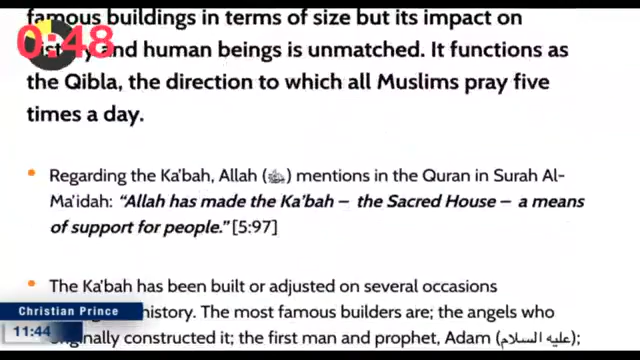 famous buildings in terms of size but its impact on
0:48
and human beings is unmatched. It functions as
the Qibla, the direction to which all Muslims pray five
times a day.
• Regarding the Ka'bah, Allah (ﷻ) mentions in the Quran in Surah Al-
Ma'idah: “Allah has made the Ka'bah – the Sacred House – a means
of support for people.” [5:97]
• The Ka'bah has been built or adjusted on several occasions
Christian Prince
history. The most famous builders are; the angels who
11:44
originally constructed it; the first man and prophet, Adam (عليه السلام);